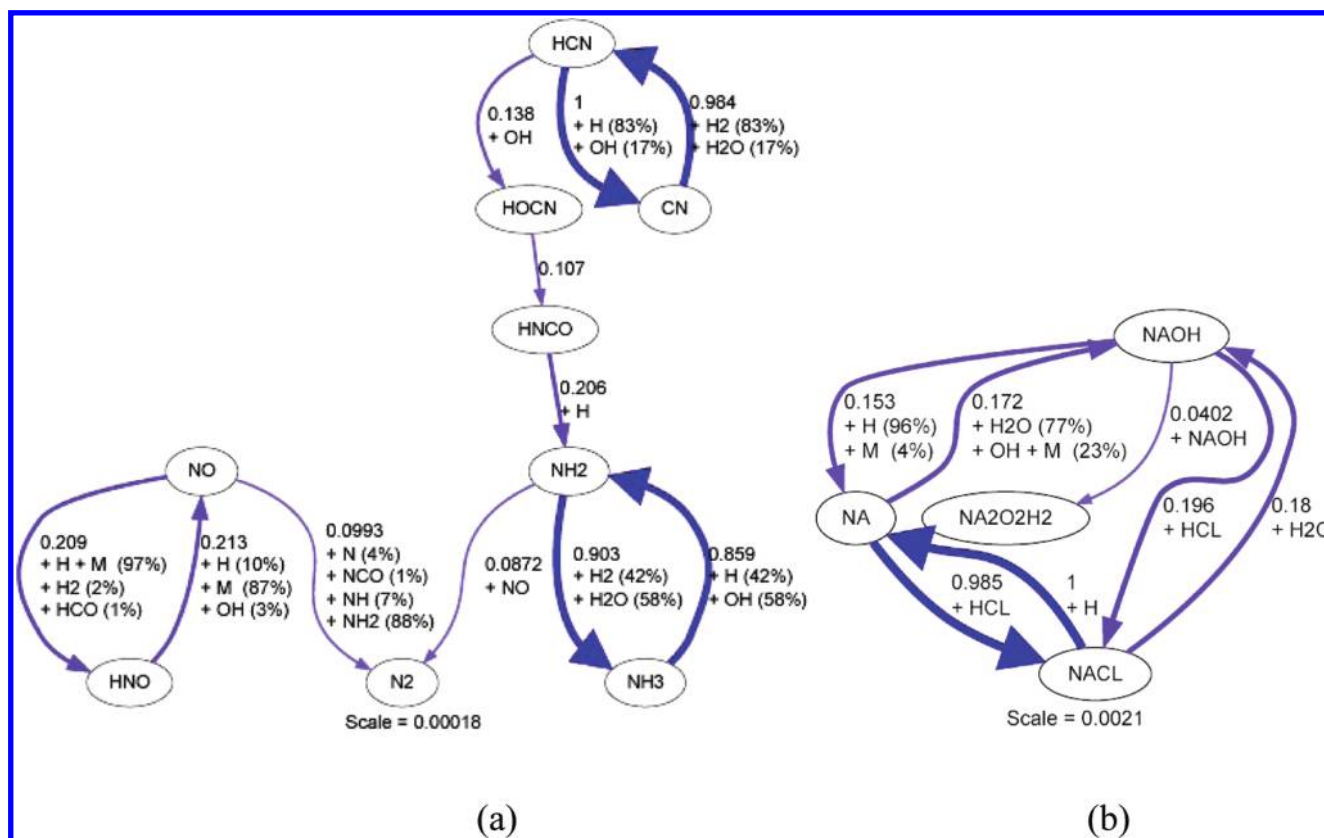 HCN
0.138
+ OH
1
+ H (83%)
+ OH (17%)
0.984
+ H2 (83%)
+ H2O (17%)
HOCN
CN
0.107
HNCO
0.206
+ H
NO
NH2
0.209
+ H + M (97%)
+ H2 (2%)
+ HCO (1%)
0.213
+ H (10%)
+ M (87%)
+ OH (3%)
0.0993
+ N (4%)
+ NCO (1%)
+ NH (7%)
+ NH2 (88%)
0.0872
+ NO
0.903
+ H2 (42%)
+ H2O (58%)
0.859
+ H (42%)
+ OH (58%)
HNO
N2
NH3
Scale = 0.00018
(a)
NAOH
0.153
+ H (96%)
+ M (4%)
0.172
+ H2O (77%)
+ OH + M (23%)
0.0402
+ NAOH
NA
NA2O2H2
0.196
+ HCL
0.18
+ H2O
0.985
+ HCL
1
+ H
NACL
Scale = 0.0021
(b)